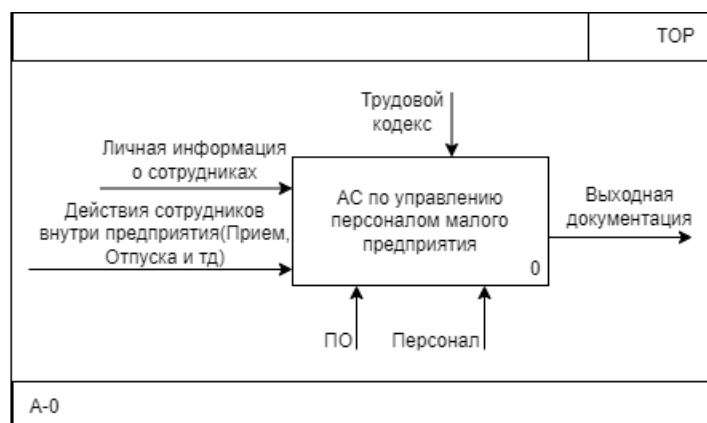 TOP
Трудовой
кодекс
Личная информация
о сотрудниках
Действия сотрудников
внутри предприятия(Прием,
Отпуска и тд)
АС по управлению
персоналом малого
предприятия
0
Выходная
документация
ПО
Персонал
А-0